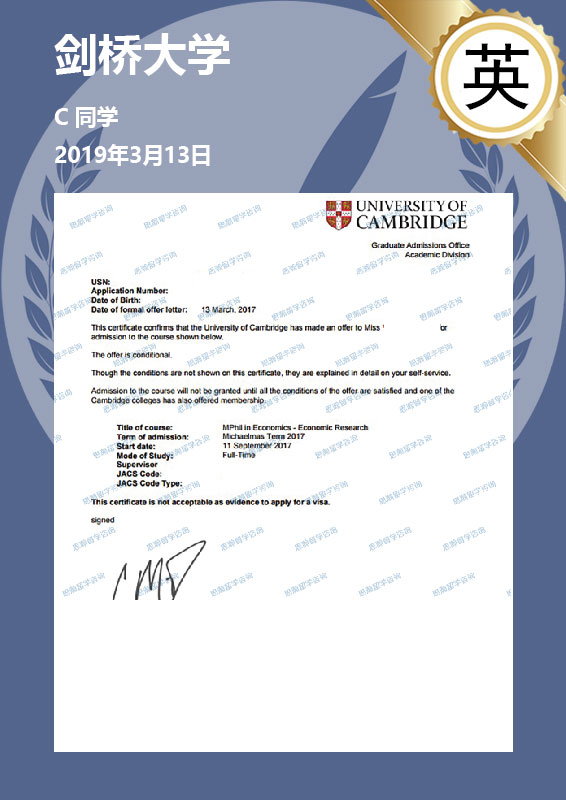 剑桥大学
C 同学
2019年3月13日
英
UNIVERSITY OF
CAMBRIDGE
Graduate Admissions Office
Academic Division
USN:
Application Number:
Date of Birth:
Date of formal offer letter: 13 March, 2017
This certificate confirms that the University of Cambridge has made an offer to Miss for
admission to the course shown below.
The offer is conditional.
Though the conditions are not shown on this certificate, they are explained in detail on your self-service.
Admission to the course will not be granted until all the conditions of the offer are satisfied and one of the
Cambridge colleges has also offered membership.
Title of course: MPhil in Economics - Economic Research
Term of admission: Michaelmas Term 2017
Start date: 11 September 2017
Mode of Study: Full-Time
Supervisor
JACS Code:
JACS Code Type:
This certificate is not acceptable as evidence to apply for a visa.
signed